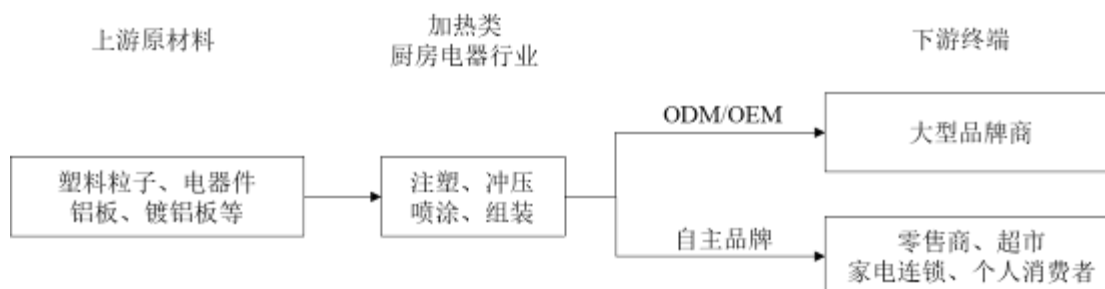 上游原材料
加热类
厨房电器行业
下游终端
塑料粒子、电器件
铝板、镀铝板等
注塑、冲压
喷涂、组装
ODM/OEM
大型品牌商
自主品牌
零售商、超市
家电连锁、个人消费者